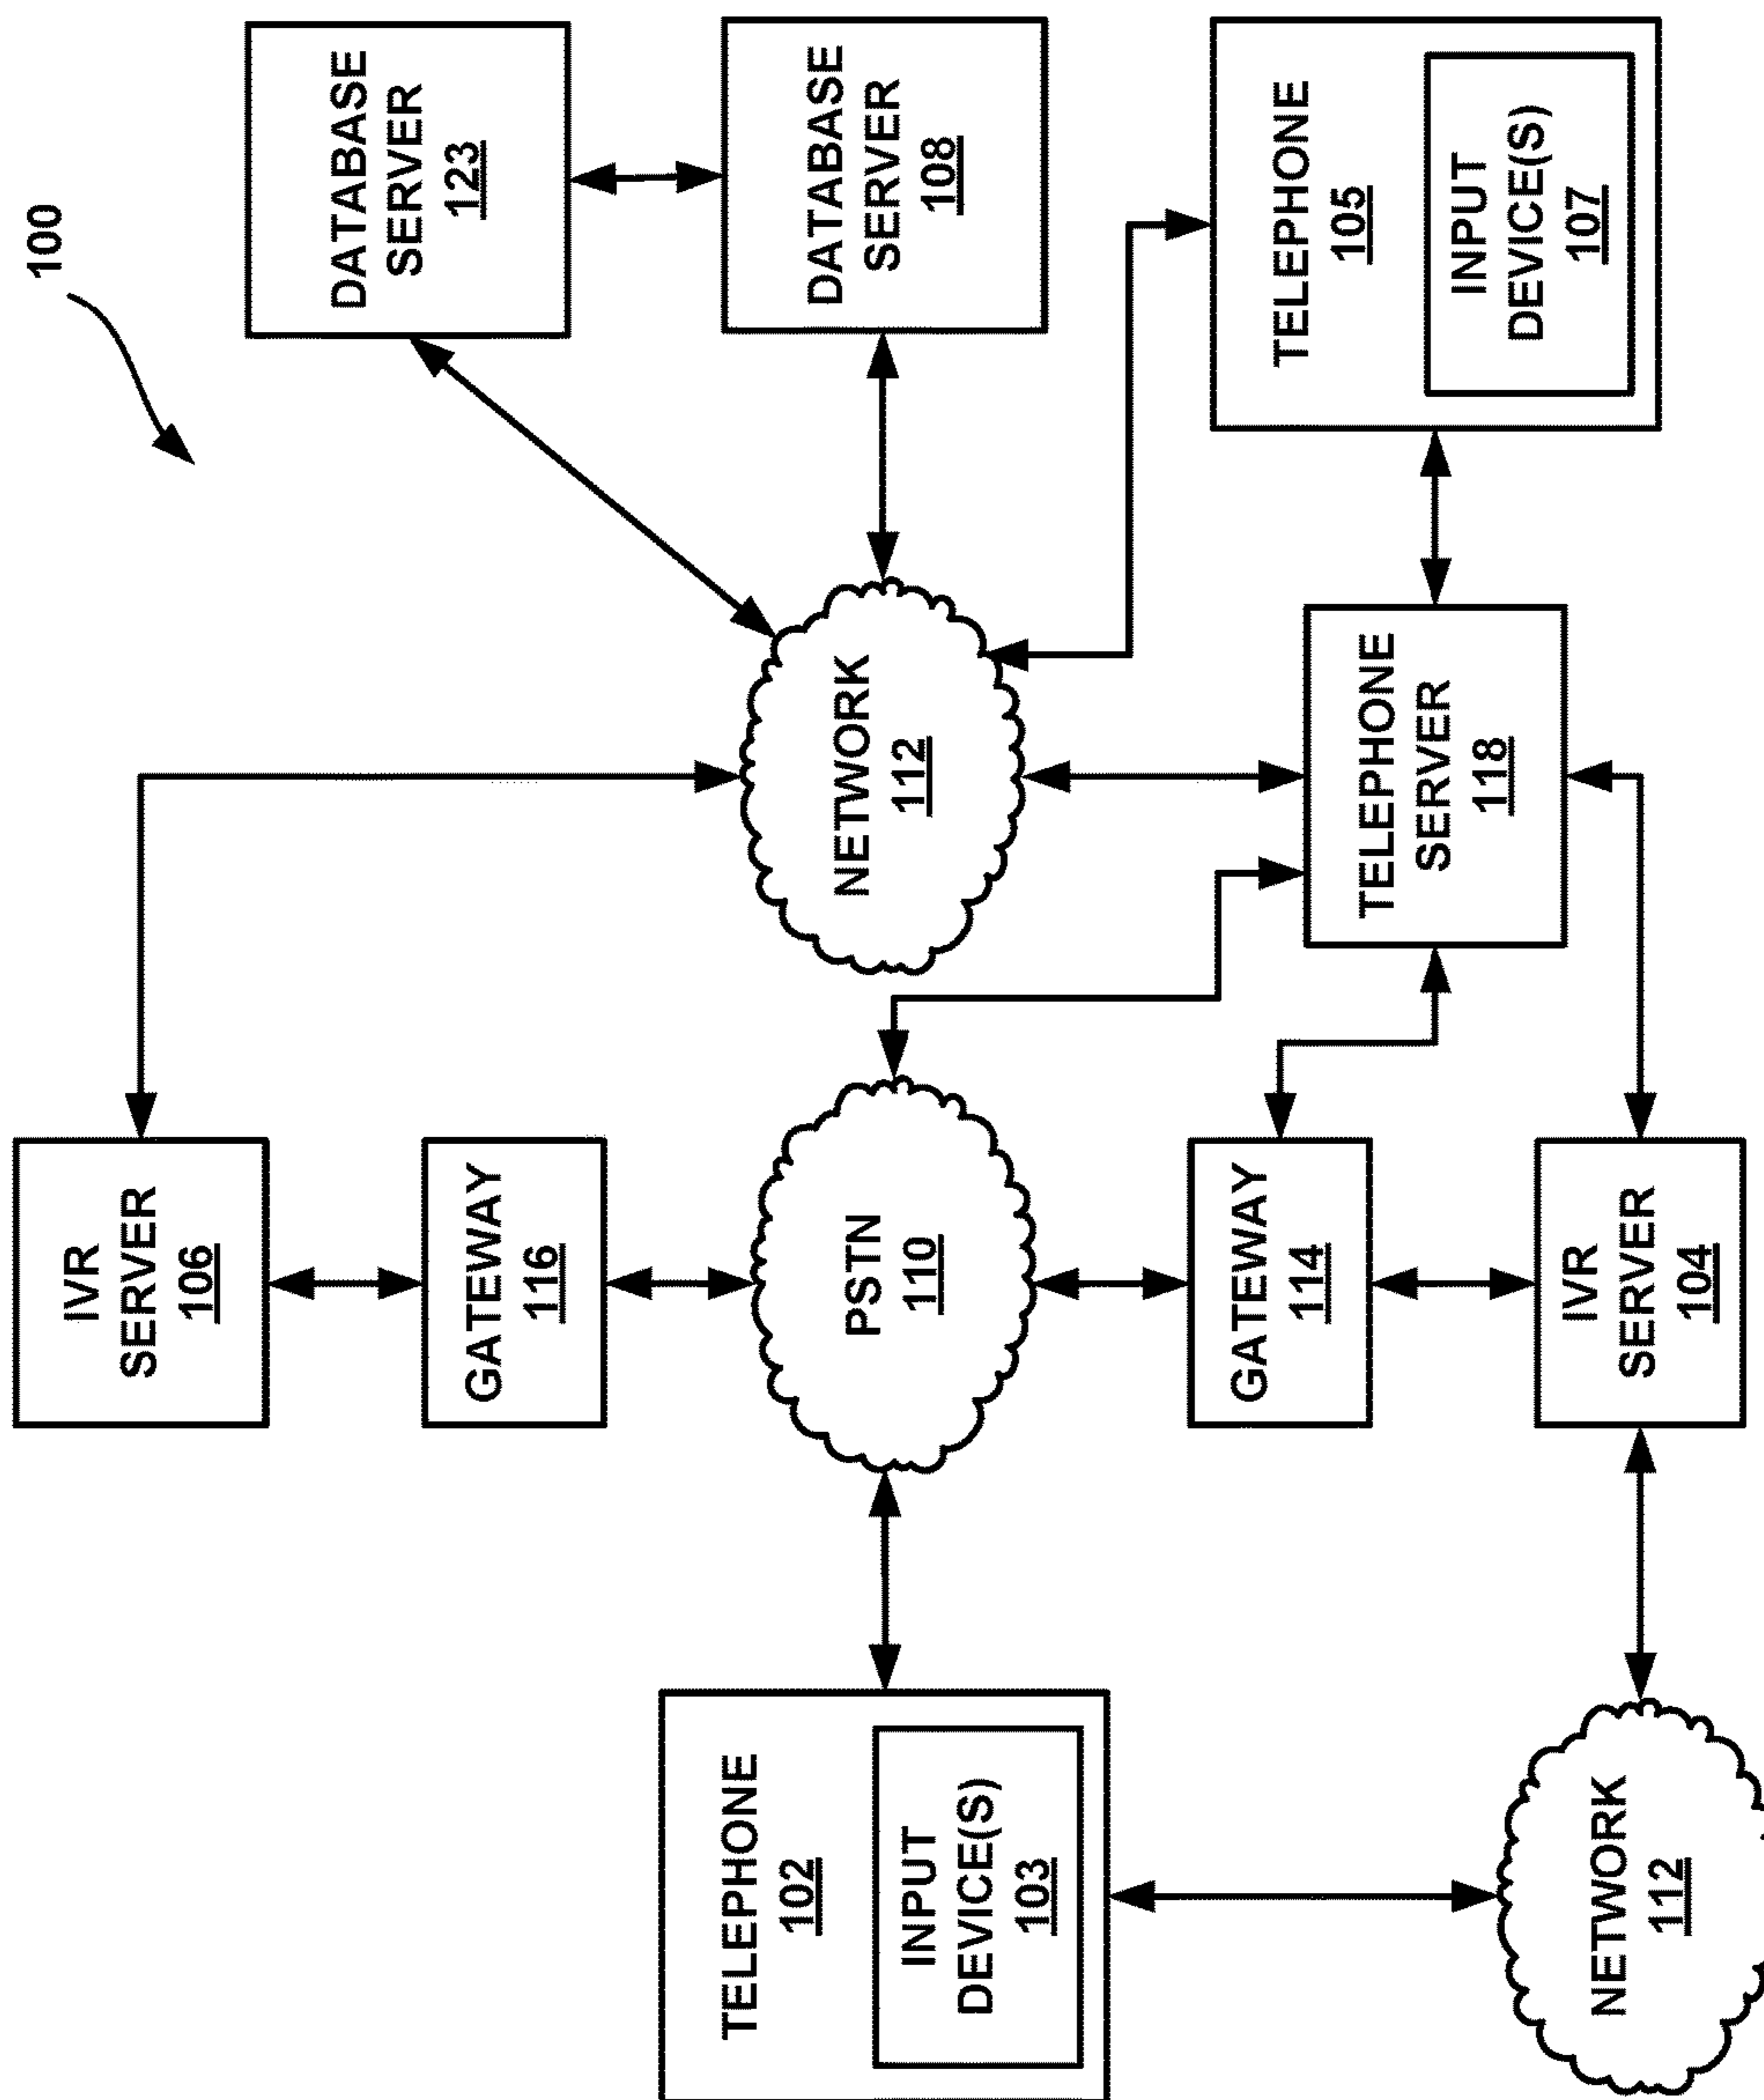 100
IVR
SERVER
106
DATABASE
SERVER
123
GATEWAY
116
DATABASE
SERVER
108
TELEPHONE
102
INPUT
DEVICE(S)
103
PSTN
110
NETWORK
112
TELEPHONE
105
INPUT
DEVICE(S)
107
GATEWAY
114
TELEPHONE
SERVER
118
NETWORK
112
IVR
SERVER
104